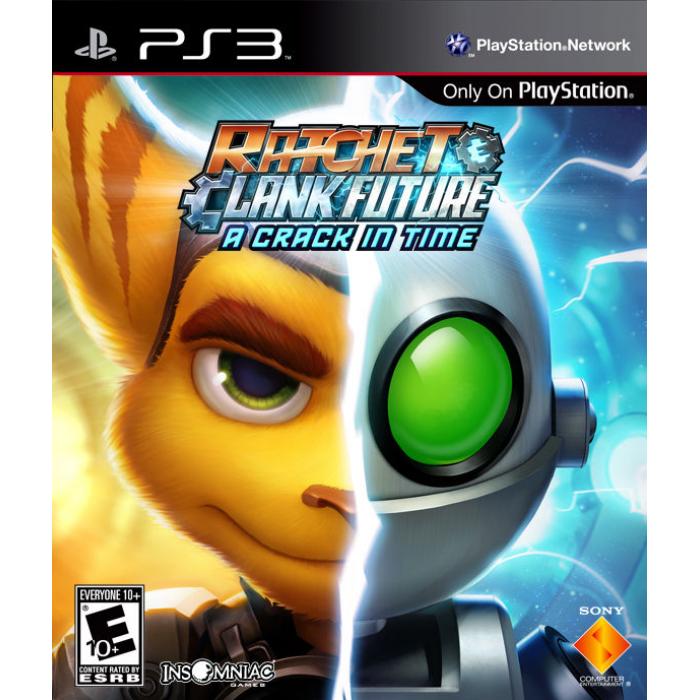 PS3
PlayStation®Network
Only On PlayStation®
RATCHET &
CLANK FUTURE
A CRACK IN TIME
EVERYONE 10+
E
10+
CONTENT RATED BY
ESRB
INSOMNIAC
GAMES
SONY
COMPUTER
ENTERTAINMENT®